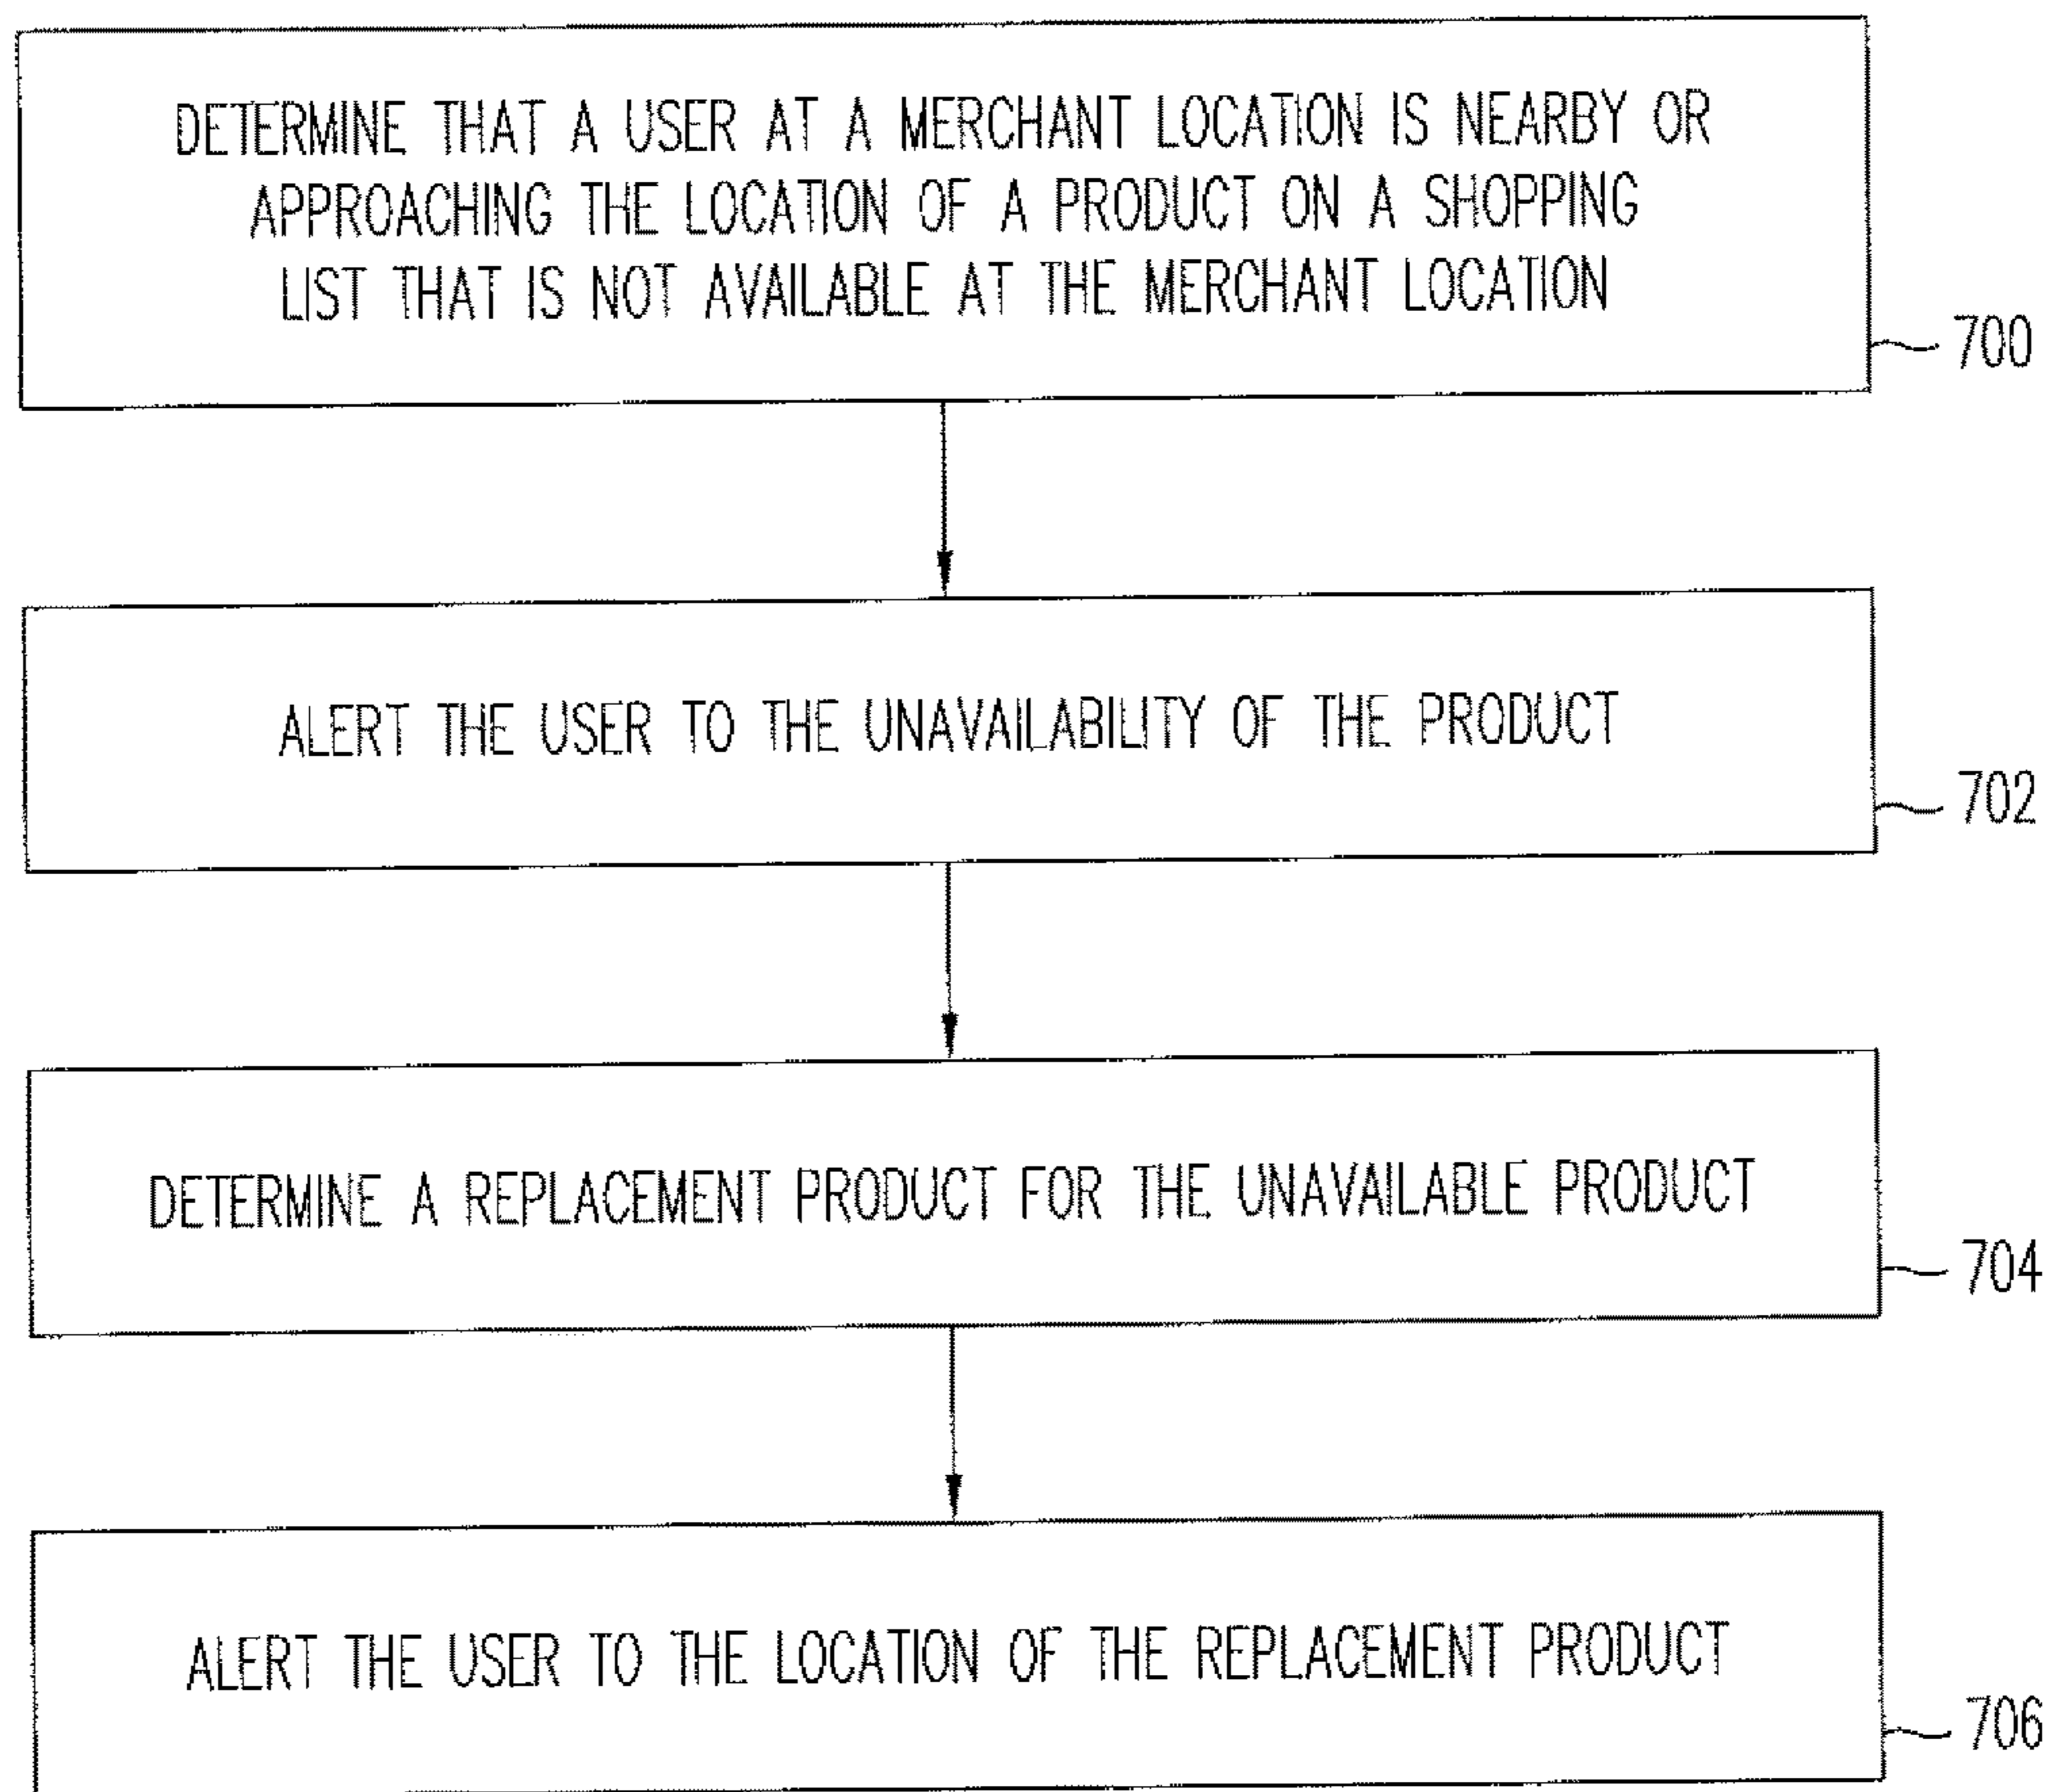 DETERMINE THAT A USER AT A MERCHANT LOCATION IS NEARBY OR
APPROACHING THE LOCATION OF A PRODUCT ON A SHOPPING
LIST THAT IS NOT AVAILABLE AT THE MERCHANT LOCATION
700
ALERT THE USER TO THE UNAVAILABILITY OF THE PRODUCT
702
DETERMINE A REPLACEMENT PRODUCT FOR THE UNAVAILABLE PRODUCT
704
ALERT THE USER TO THE LOCATION OF THE REPLACEMENT PRODUCT
706